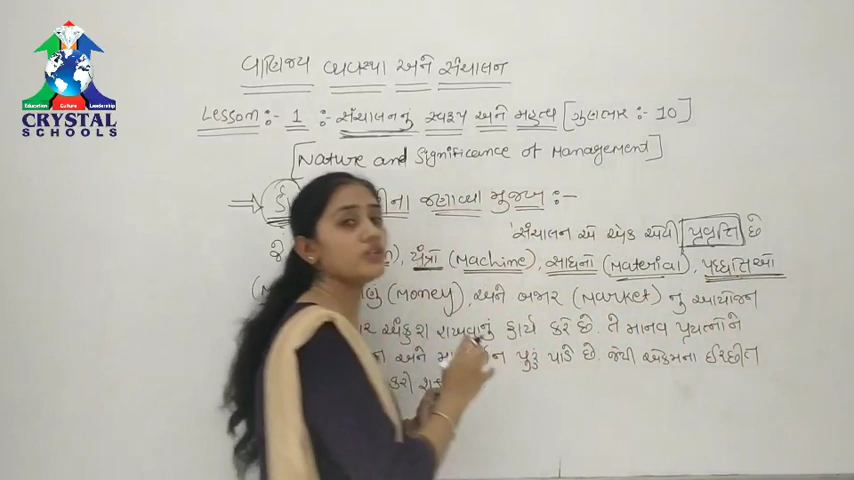 Education Culture Leadership
CRYSTAL
SCHOOLS
વાણિજ્ય વ્યવસ્થા અને સંચાલન
Lesson :- 1 :- સંચાલનનું સ્વરૂપ અને મહત્ત્વ [ગુણભાર :- 10]
[Nature and Significance of Management]
ના જણાવ્યા મુજબ :-
'સંચાલન એ એક એવી પ્રવૃત્તિ છે
જે યંત્રો (Machine), સાધનો (Material), પદ્ધતિઓ
(Money), અને બજાર (Market) નું આયોજન
અંકુશ રાખવાનું કાર્ય કરે છે. તે માનવ પ્રયત્નોને
અને પુરું પાડે છે. જેથી એકમના ઈચ્છીત
કરી